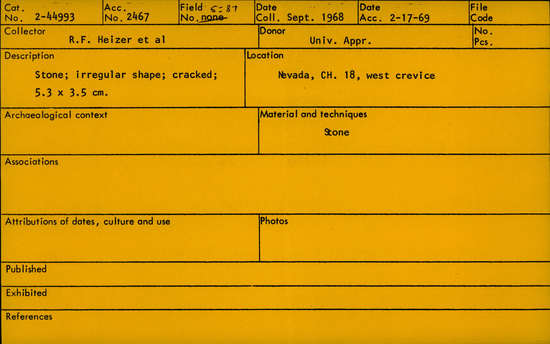 Cat. No. 2-44993 Acc. No. 2467 Field No. none Date Coll. Sept. 1968 Date Acc. 2-17-69 File Code
Collector R.F. Heizer et al Donor Univ. Appr. No. Pcs.
Description Location
Stone; irregular shape; cracked; Nevada, CH. 18, west crevice
5.3 x 3.5 cm.
Archaeological context Material and techniques
Stone
Associations
Attributions of dates, culture and use Photos
Published
Exhibited
References